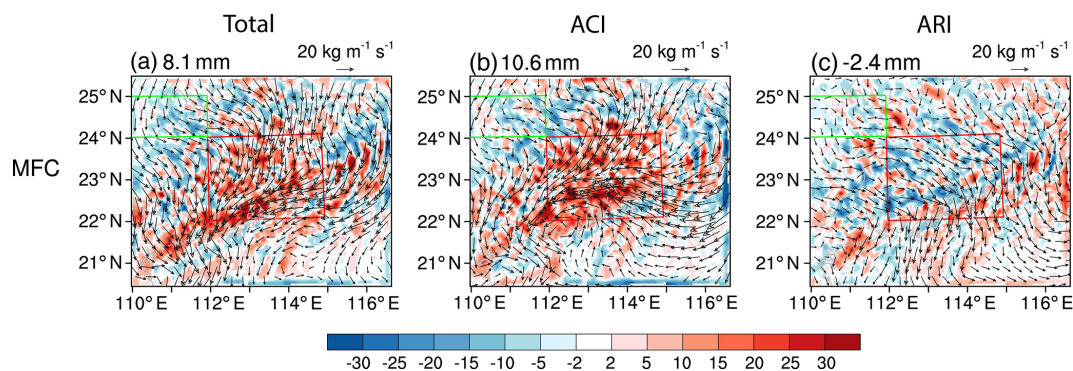 Total ACI ARI
(a) 8.1 mm 20 kg m⁻¹ s⁻¹ (b) 10.6 mm 20 kg m⁻¹ s⁻¹ (c) -2.4 mm 20 kg m⁻¹ s⁻¹
25° N 25° N 25° N
24° N 24° N 24° N
MFC 23° N 23° N 23° N
22° N 22° N 22° N
21° N 21° N 21° N
110° E 112 114 116° E 110° E 112 114 116° E 110° E 112 114 116° E
-30 -25 -20 -15 -10 -5 -2 2 5 10 15 20 25 30